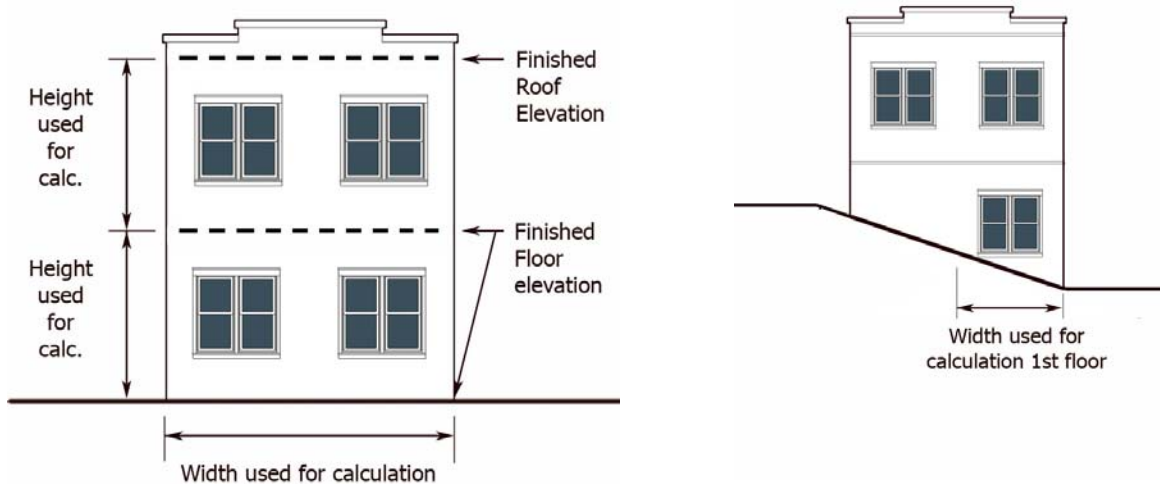 Height
used
for
calc.
Finished
Roof
Elevation
Height
used
for
calc.
Finished
Floor
elevation
Width used for calculation
Width used for
calculation 1st floor